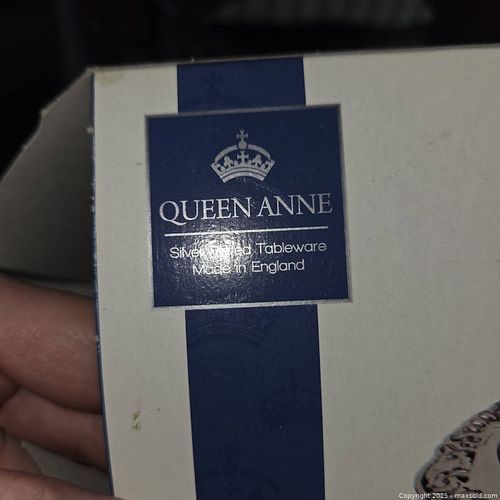 QUEEN ANNE
Silver Plated Tableware
Made in England
Copyright 2025 - maxsold.com